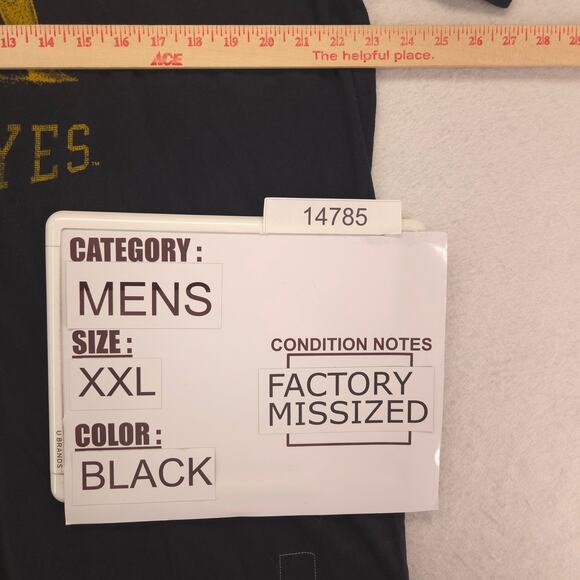 13 14 15 16 17 18 19 20 21 22 23 24 25 26 27 28
ACE The helpful place.
YES™
14785
CATEGORY :
MENS
SIZE :
XXL
CONDITION NOTES
FACTORY
MISSIZED
COLOR :
BLACK
U BRANDS